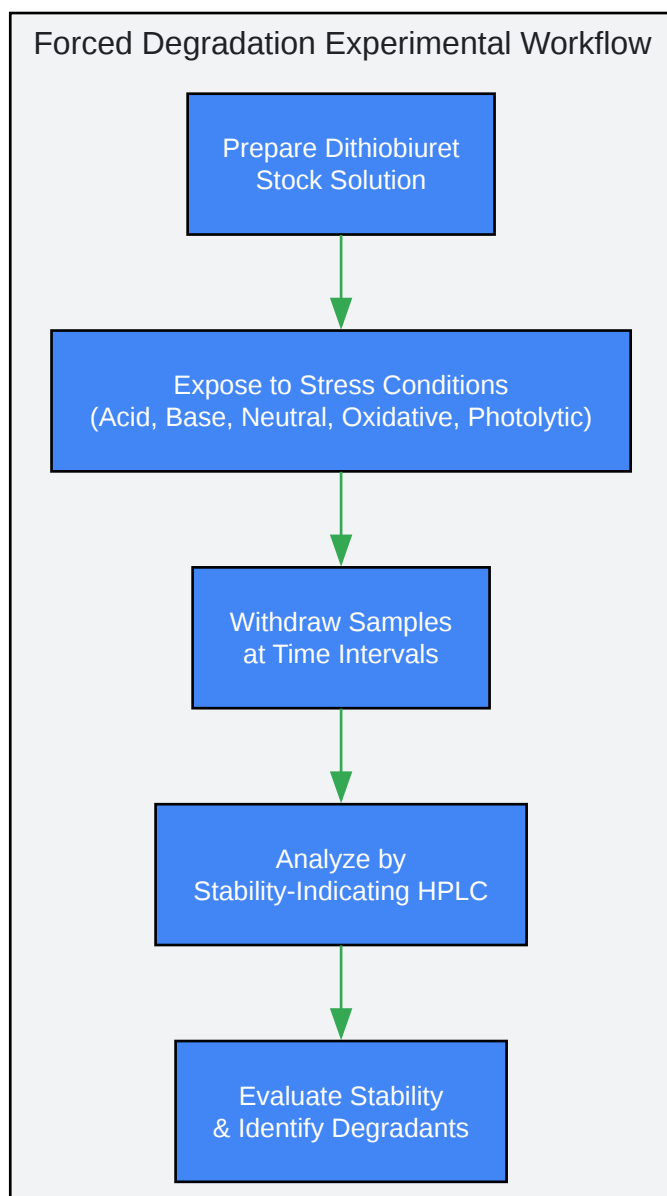 Forced Degradation Experimental Workflow
Prepare Dithiobiuret
Stock Solution
Expose to Stress Conditions
(Acid, Base, Neutral, Oxidative, Photolytic)
Withdraw Samples
at Time Intervals
Analyze by
Stability-Indicating HPLC
Evaluate Stability
& Identify Degradants